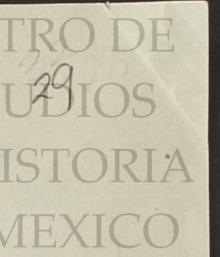 TRO DE
29
UDIOS
ISTORIA
MEXICO